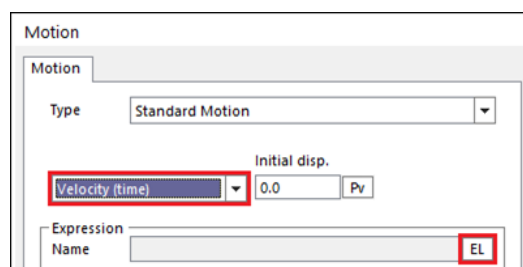 Motion
Motion
Type Standard Motion
Initial disp.
Velocity (time) 0.0 Pv
Expression
Name EL